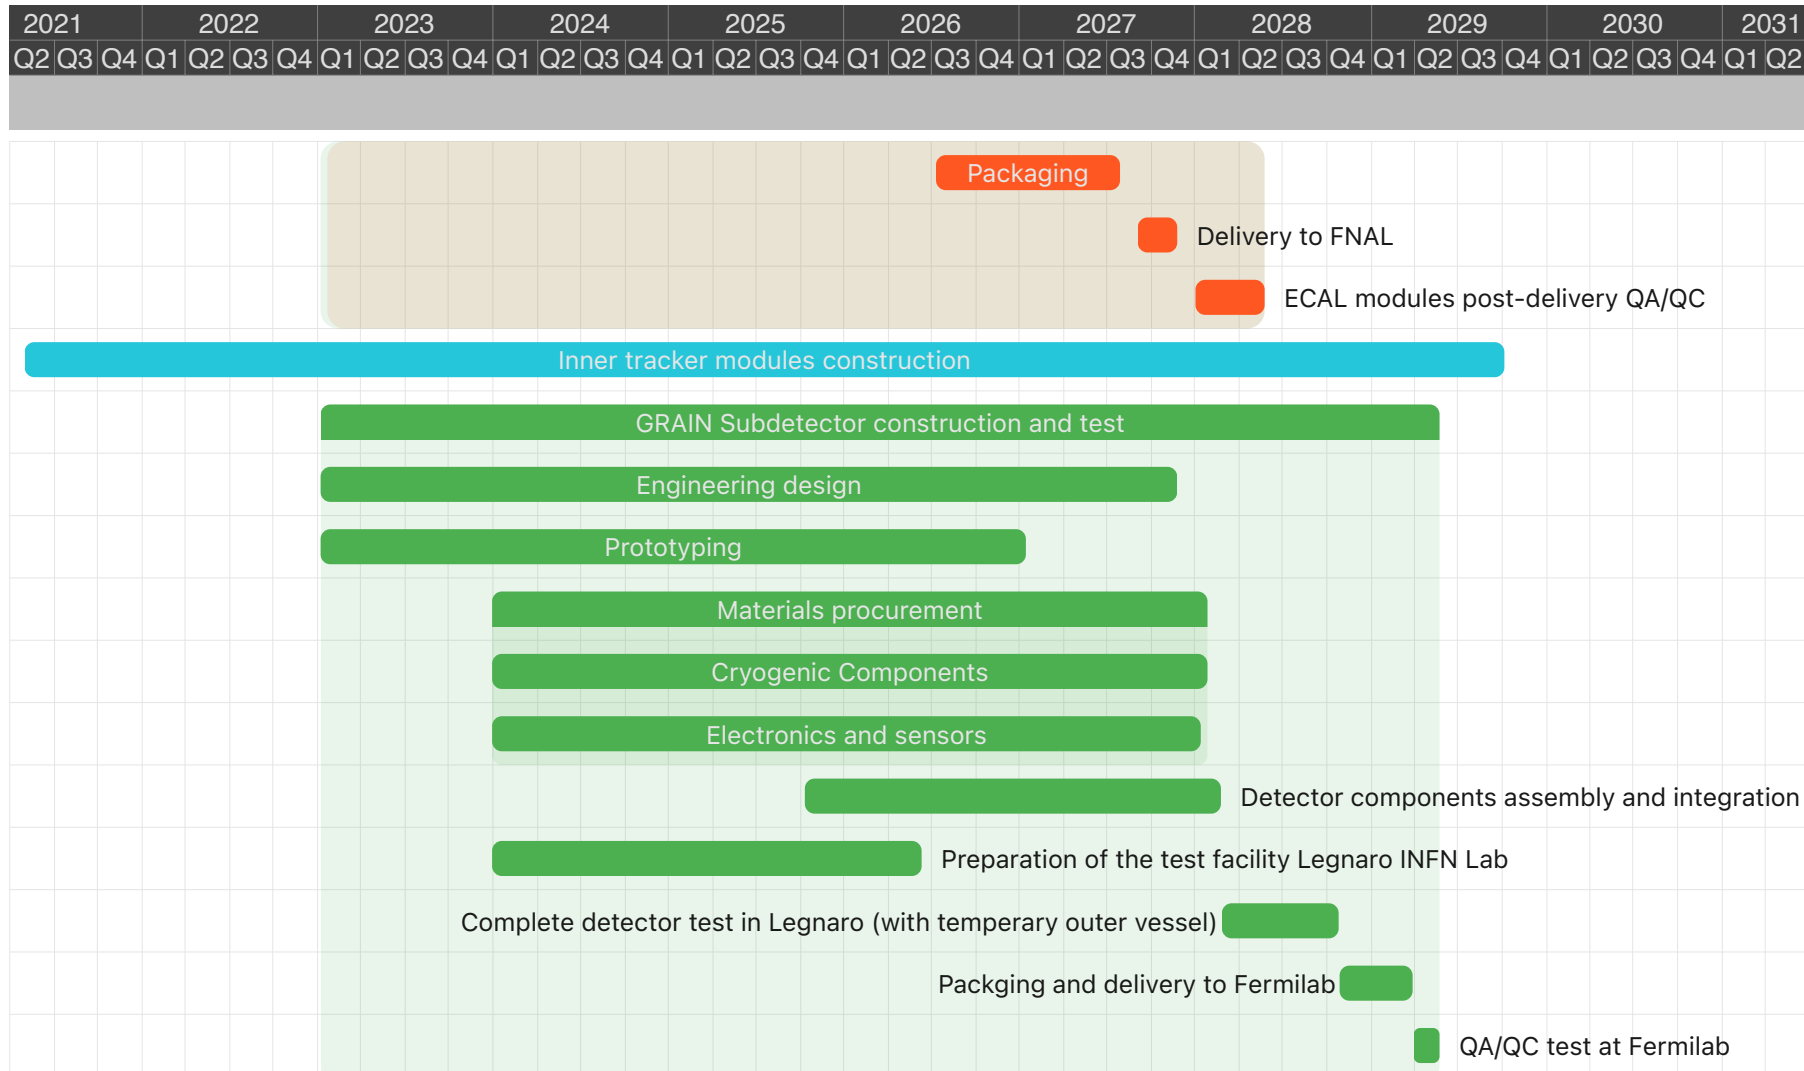 2021 2022 2023 2024 2025 2026 2027 2028 2029 2030 2031
Q2 Q3 Q4 Q1 Q2 Q3 Q4 Q1 Q2 Q3 Q4 Q1 Q2 Q3 Q4 Q1 Q2 Q3 Q4 Q1 Q2 Q3 Q4 Q1 Q2 Q3 Q4 Q1 Q2 Q3 Q4 Q1 Q2 Q3 Q4 Q1 Q2 Q3 Q4 Q1 Q2
Packaging
Delivery to FNAL
ECAL modules post-delivery QA/QC
Inner tracker modules construction
GRAIN Subdetector construction and test
Engineering design
Prototyping
Materials procurement
Cryogenic Components
Electronics and sensors
Detector components assembly and integration
Preparation of the test facility Legnaro INFN Lab
Complete detector test in Legnaro (with temperary outer vessel)
Packging and delivery to Fermilab
QA/QC test at Fermilab